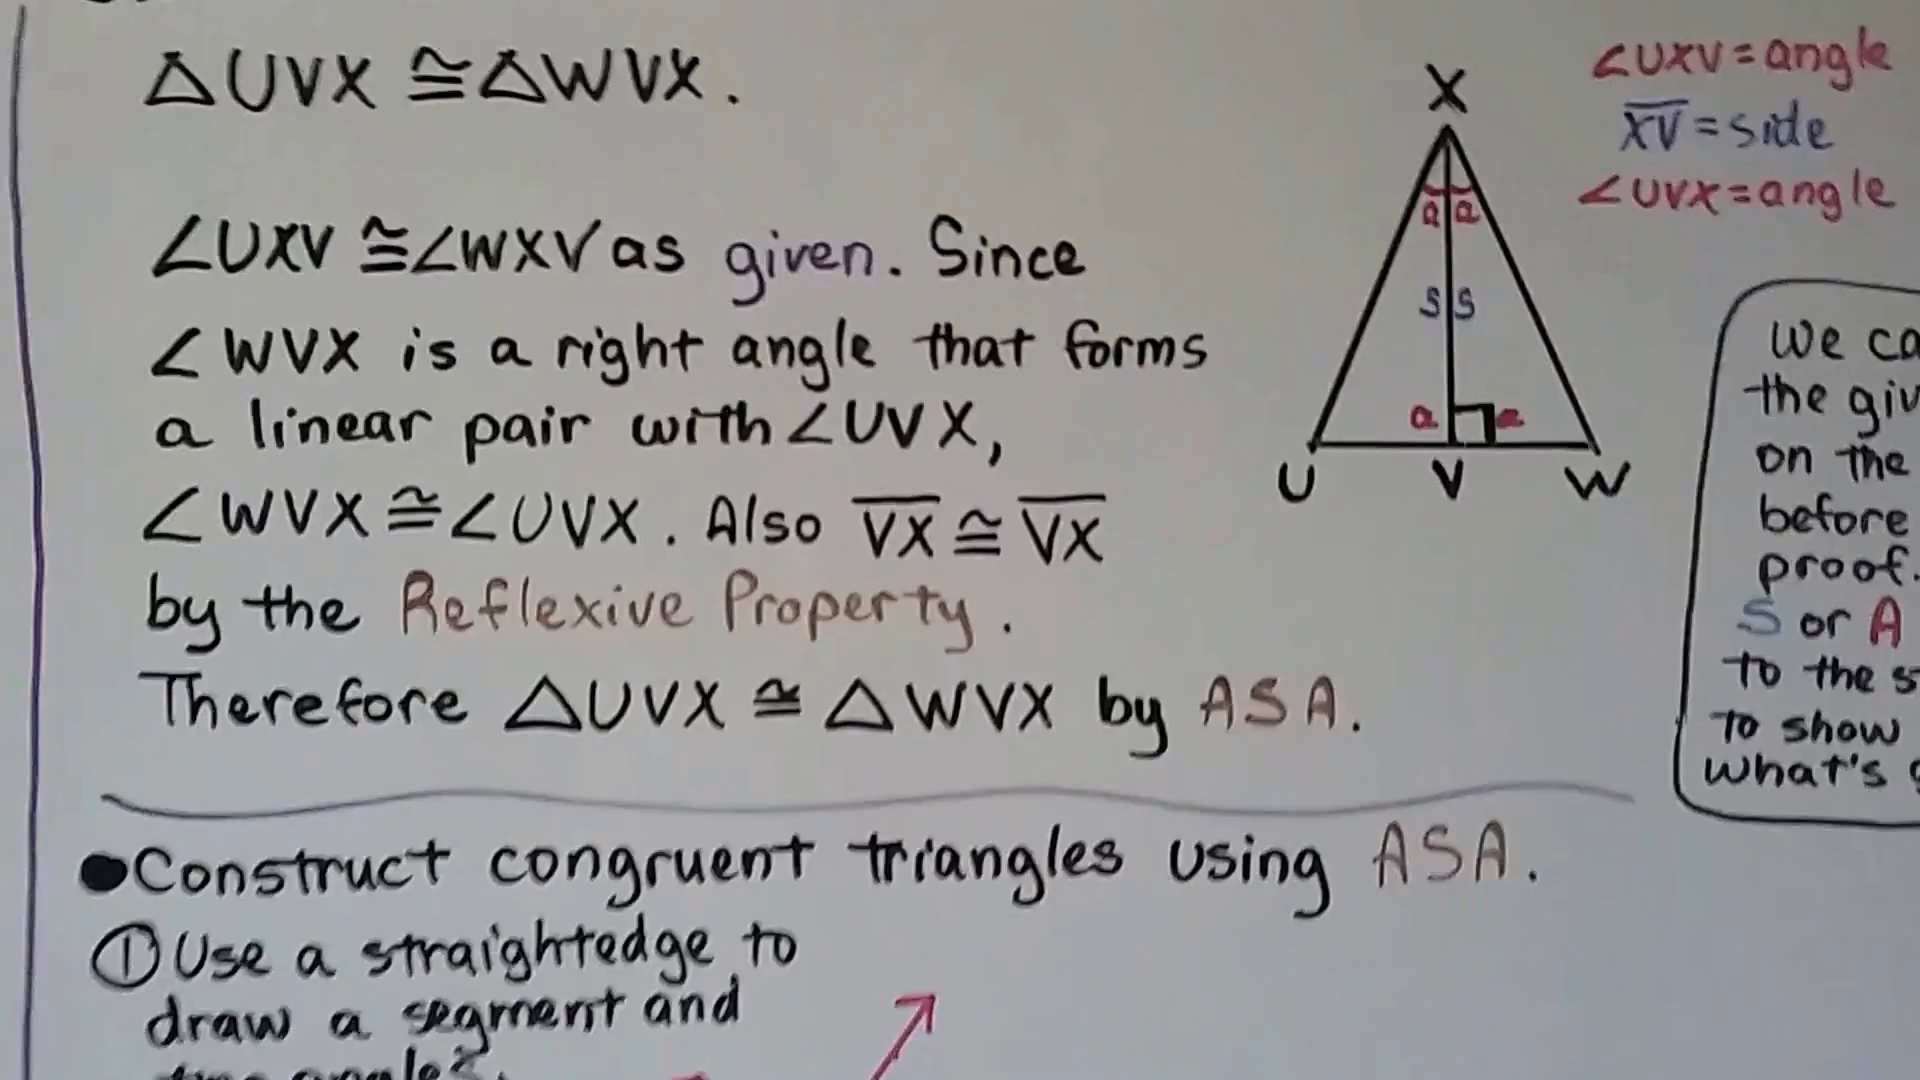 △UVX ≅ △WVX.
∠UXV ≅ ∠WXV as given. Since
∠WVX is a right angle that forms
a linear pair with ∠UVX,
∠WVX ≅ ∠UVX. Also V̅X̅ ≅ V̅X̅
by the Reflexive Property.
Therefore △UVX ≅ △WVX by ASA.
X
a a
S S
a a
U V W
∠UXV = angle
X̅V̅ = side
∠UVX = angle
We
the
on the
before
proof.
S or A
to the
to show
what's
●Construct congruent triangles using ASA.
① Use a straightedge to
draw a segment and